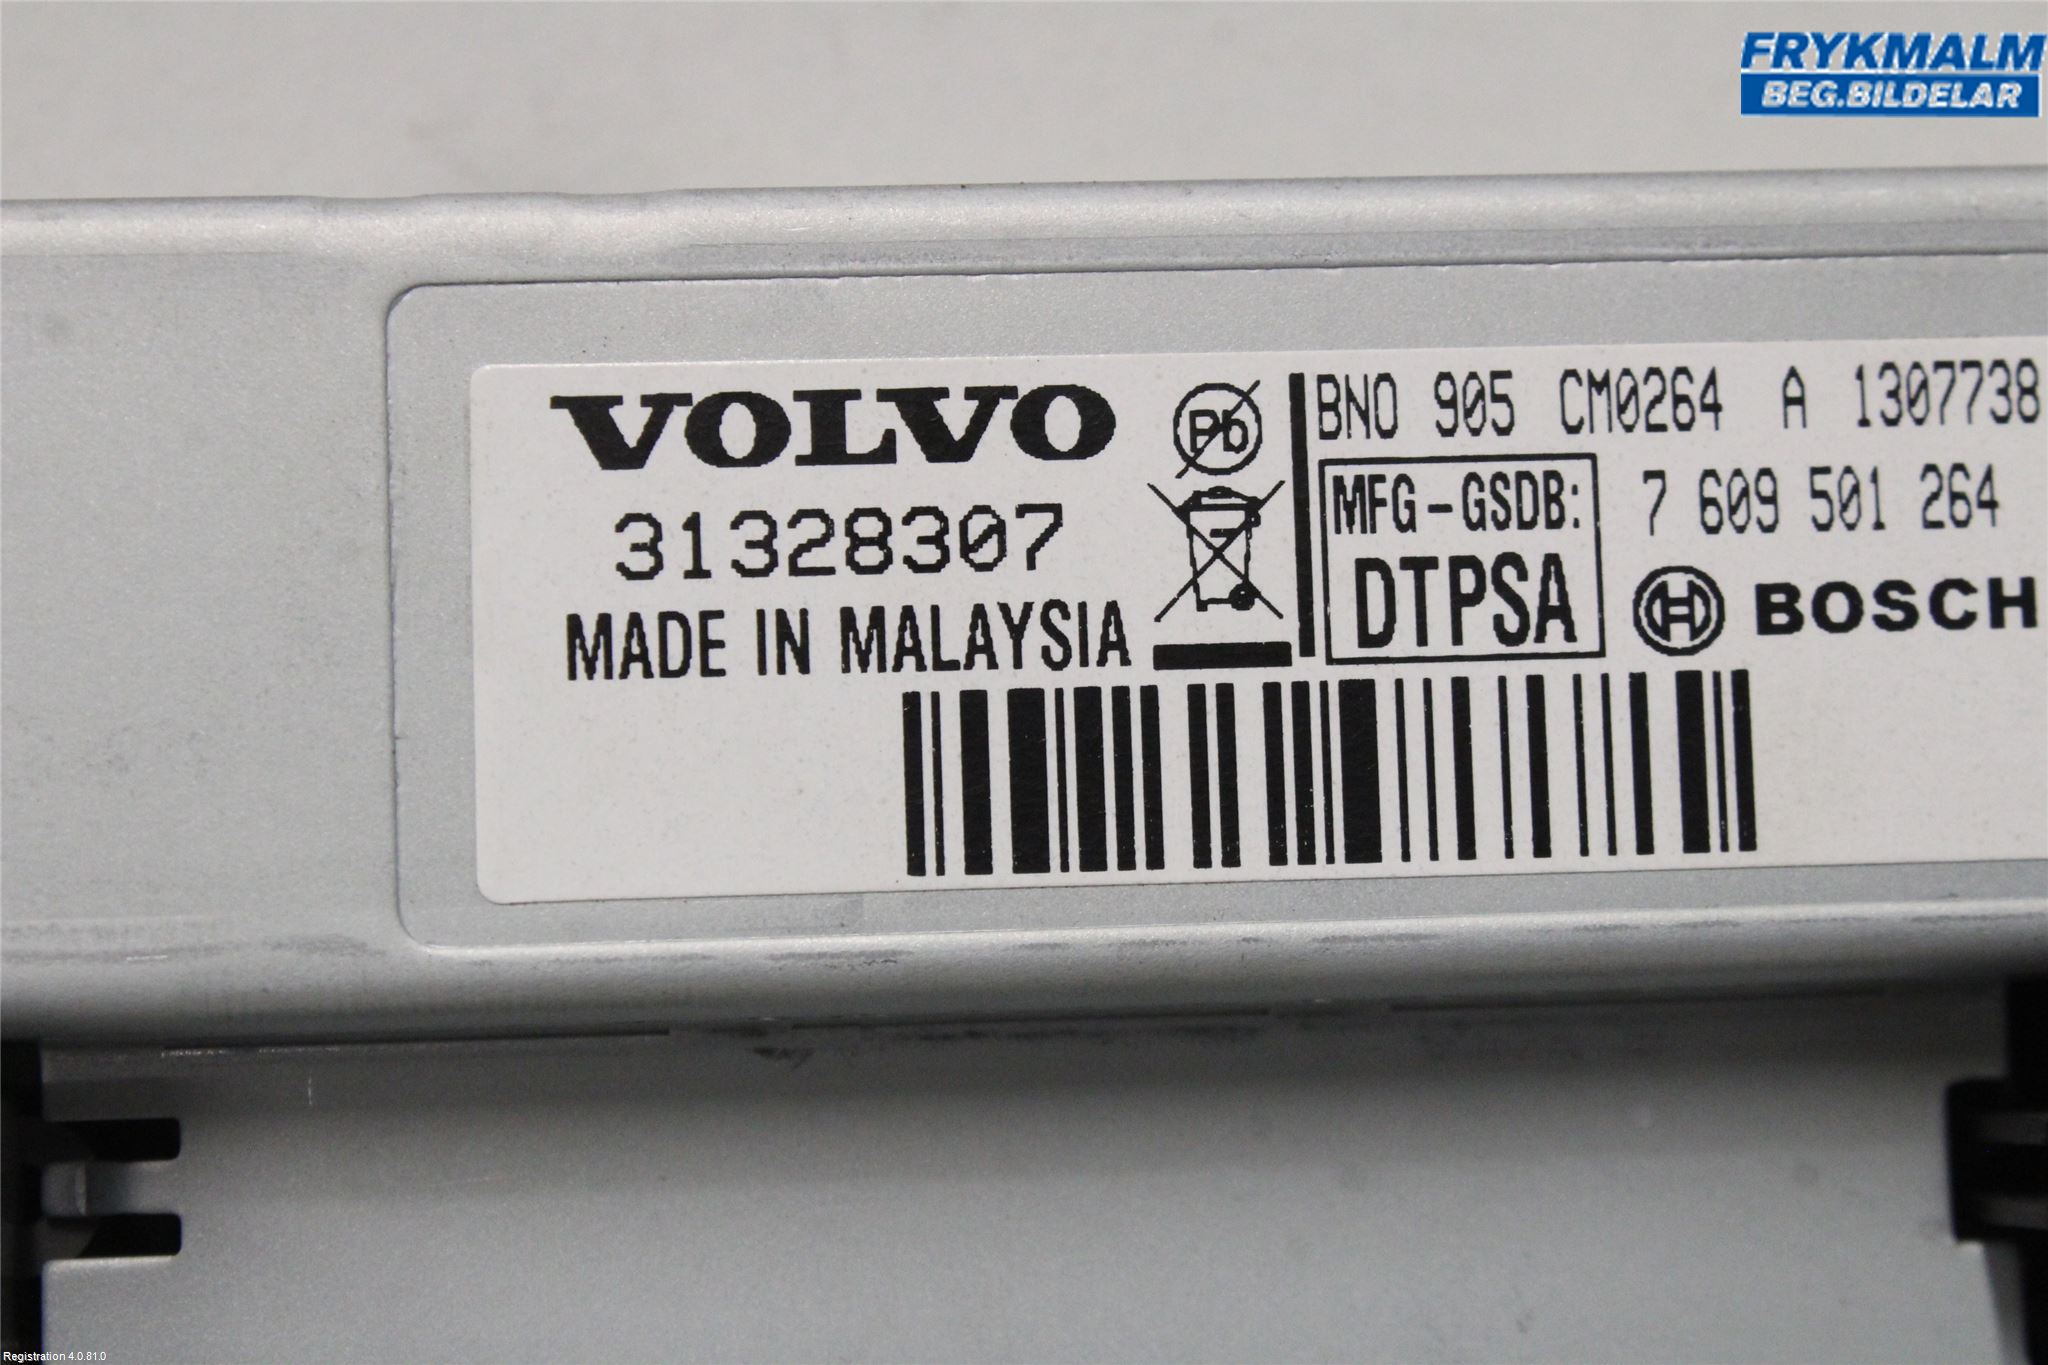 FRYKMALM
BEG.BILDELAR
VOLVO
31328307
MADE IN MALAYSIA
Pb
BNO 905 CM0264 A 1307738
MFG-GSDB:
DTPSA
7 609 501 264
BOSCH
Registration 4.0.81.0